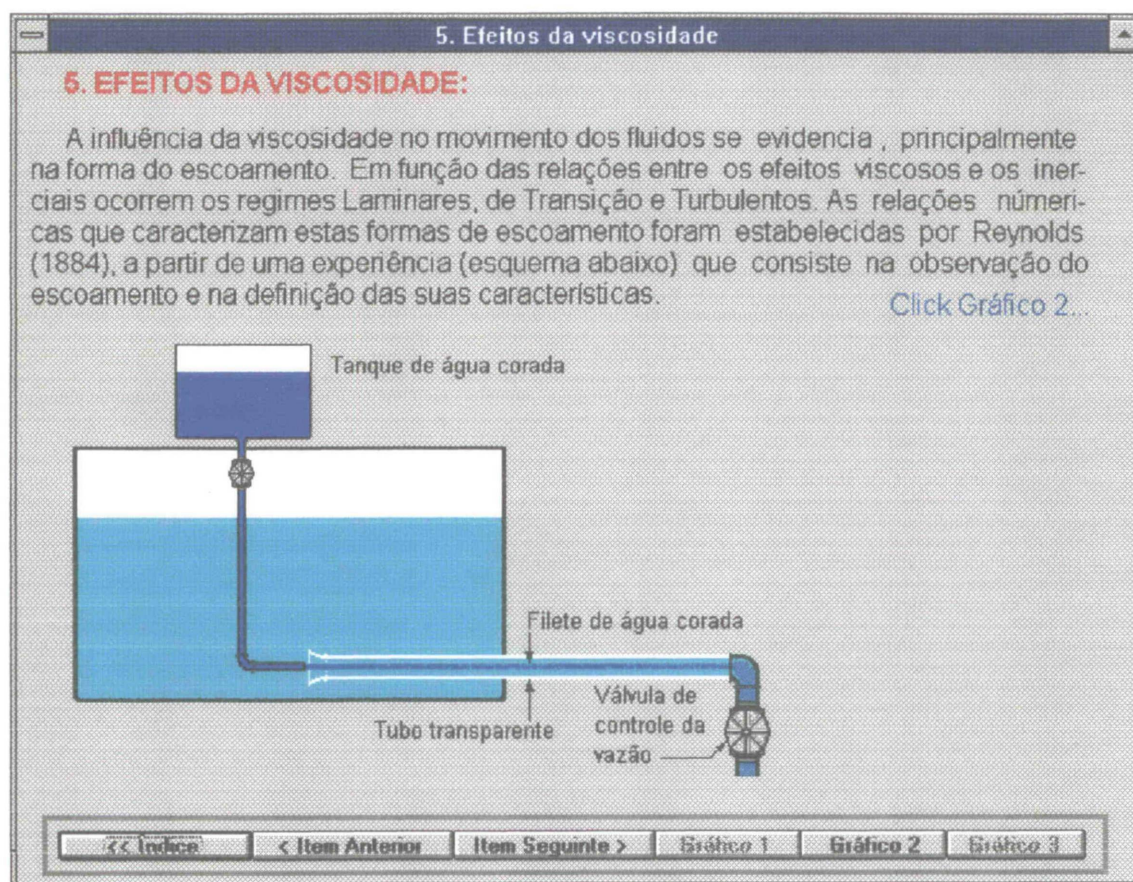 5. Efeitos da viscosidade
5. EFEITOS DA VISCOSIDADE:
A influência da viscosidade no movimento dos fluidos se evidencia , principalmente
na forma do escoamento. Em função das relações entre os efeitos viscosos e os iner-
ciais ocorrem os regimes Laminares, de Transição e Turbulentos. As relações númeri-
cas que caracterizam estas formas de escoamento foram estabelecidas por Reynolds
(1884), a partir de uma experiência (esquema abaixo) que consiste na observação do
escoamento e na definição das suas características.
Click Gráfico 2...
Tanque de água corada
Filete de água corada
Tubo transparente
Válvula de
controle da
vazão
<< Índice
< Item Anterior
Item Seguinte >
Gráfico 1
Gráfico 2
Gráfico 3